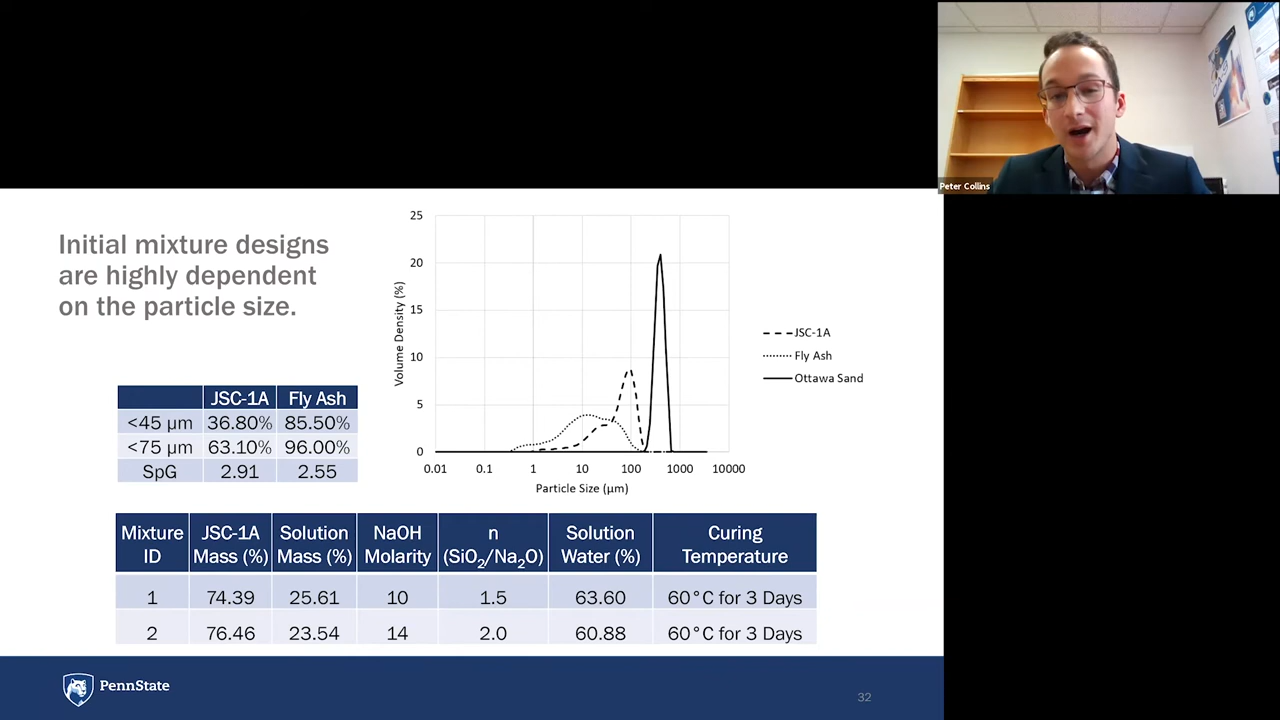 Peter Collins
Initial mixture designs
are highly dependent
on the particle size.
25
20
15
10
5
0
Volume Density (%)
0.01 0.1 1 10 100 1000 10000
Particle Size (µm)
JSC-1A
Fly Ash
Ottawa Sand
JSC-1A Fly Ash
<45 µm 36.80% 85.50%
<75 µm 63.10% 96.00%
SpG 2.91 2.55
Mixture ID JSC-1A Mass (%) Solution Mass (%) NaOH Molarity n (SiO₂/Na₂O) Solution Water (%) Curing Temperature
1 74.39 25.61 10 1.5 63.60 60°C for 3 Days
2 76.46 23.54 14 2.0 60.88 60°C for 3 Days
PennState
32